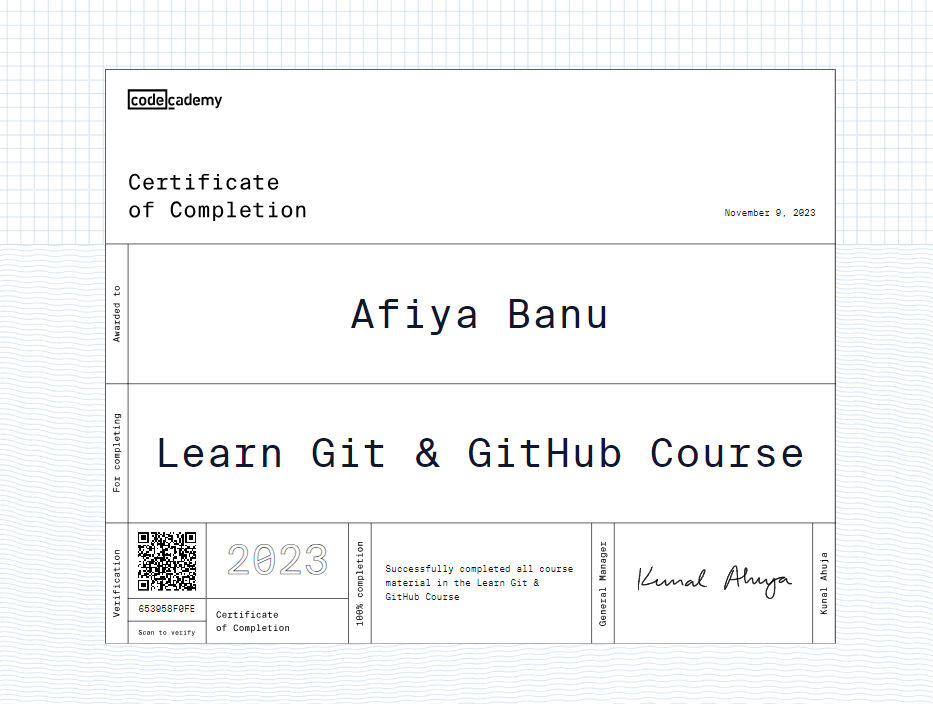 codecademy
Certificate
of Completion
November 9, 2023
Awarded to
Afiya Banu
For completing
Learn Git & GitHub Course
Verification
653958F0FE
Scan to verify
2023
Certificate
of Completion
100% completion
Successfully completed all course
material in the Learn Git &
GitHub Course
General Manager
Kunal Ahuja
Kunal Ahuja